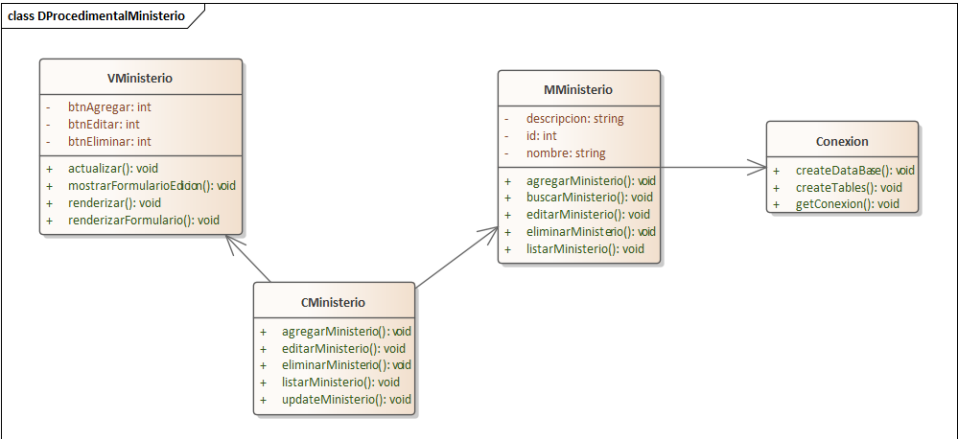 class DProcedimentalMinisterio
VMinisterio
- btnAgregar: int
- btnEditar: int
- btnEliminar: int
+ actualizar(): void
+ mostrarFormularioEdicion(): void
+ renderizar(): void
+ renderizarFormulario(): void
MMinisterio
- descripcion: string
- id: int
- nombre: string
+ agregarMinisterio(): void
+ buscarMinisterio(): void
+ editarMinisterio(): void
+ eliminarMinisterio(): void
+ listarMinisterio(): void
Conexion
+ createDataBase(): void
+ createTables(): void
+ getConexion(): void
CMinisterio
+ agregarMinisterio(): void
+ editarMinisterio(): void
+ eliminarMinisterio(): void
+ listarMinisterio(): void
+ updateMinisterio(): void